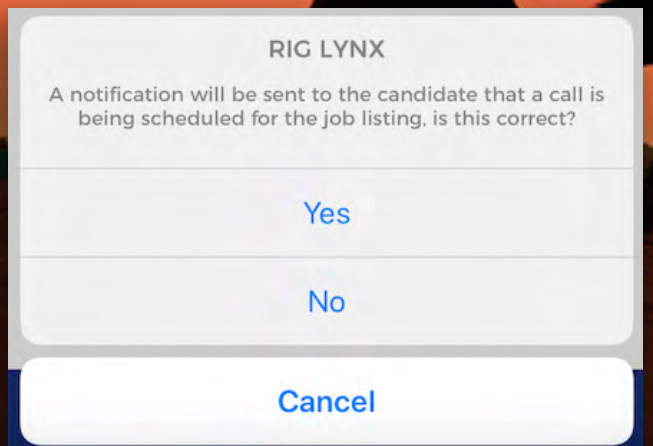 RIG LYNX
A notification will be sent to the candidate that a call is
being scheduled for the job listing, is this correct?
Yes
No
Cancel